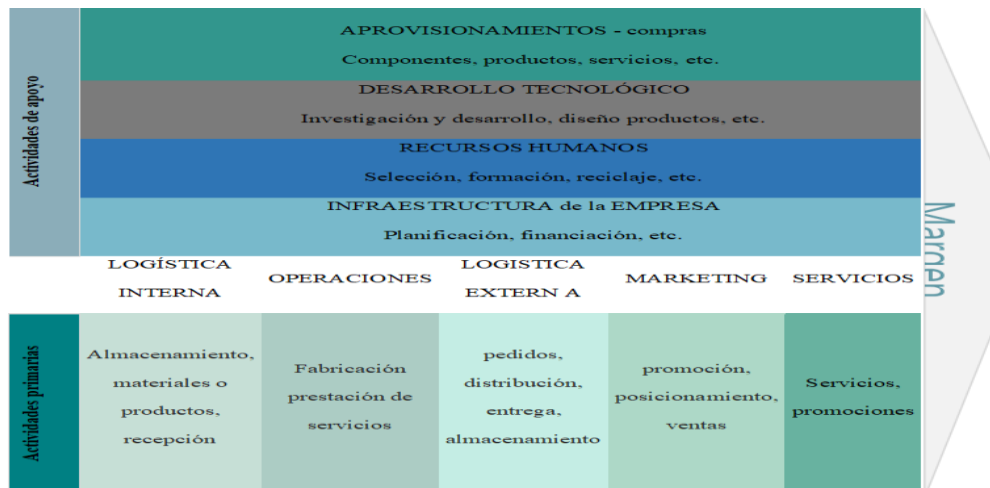 Actividades de apoyo
APROVISIONAMIENTOS - compras
Componentes, productos, servicios, etc.
DESARROLLO TECNOLÓGICO
Investigación y desarrollo, diseño productos, etc.
RECURSOS HUMANOS
Selección, formación, reciclaje, etc.
INFRAESTRUCTURA de la EMPRESA
Planificación, financiación, etc.
Margen
LOGÍSTICA
INTERNA
OPERACIONES
LOGISTICA
EXTERN A
MARKETING
SERVICIOS
Actividades primarias
Almacenamiento,
materiales o
productos,
recepción
Fabricación
prestación de
servicios
pedidos,
distribución,
entrega,
almacenamiento
promoción,
posicionamiento,
ventas
Servicios,
promociones